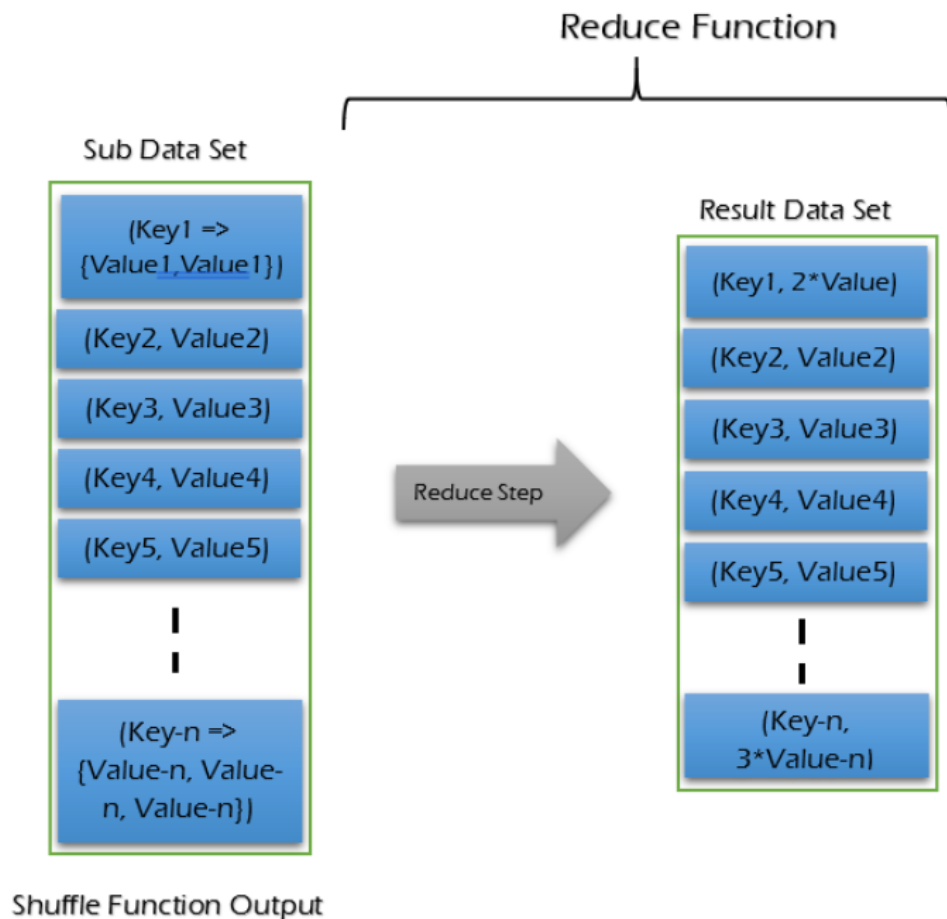 Reduce Function
Sub Data Set
(Key1 =>
{Value1,Value1})
(Key2, Value2)
(Key3, Value3)
(Key4, Value4)
(Key5, Value5)
(Key-n =>
{Value-n, Value-
n, Value-n})
Shuffle Function Output
Reduce Step
Result Data Set
(Key1, 2*Value)
(Key2, Value2)
(Key3, Value3)
(Key4, Value4)
(Key5, Value5)
(Key-n,
3*Value-n)